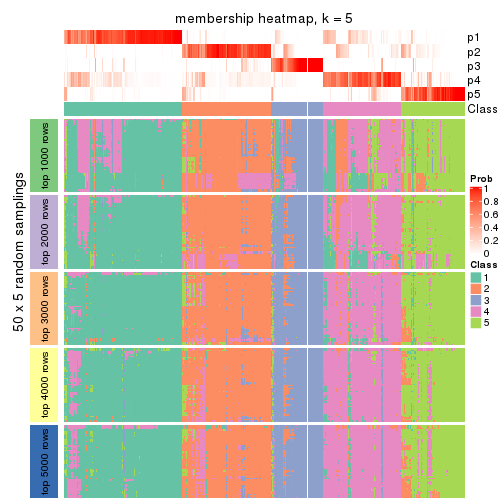 membership heatmap, k = 5
p1
p2
p3
p4
p5
Class
50 x 5 random samplings
top 1000 rows
top 2000 rows
top 3000 rows
top 4000 rows
top 5000 rows
Prob
1
0.8
0.6
0.4
0.2
0
Class
1
2
3
4
5